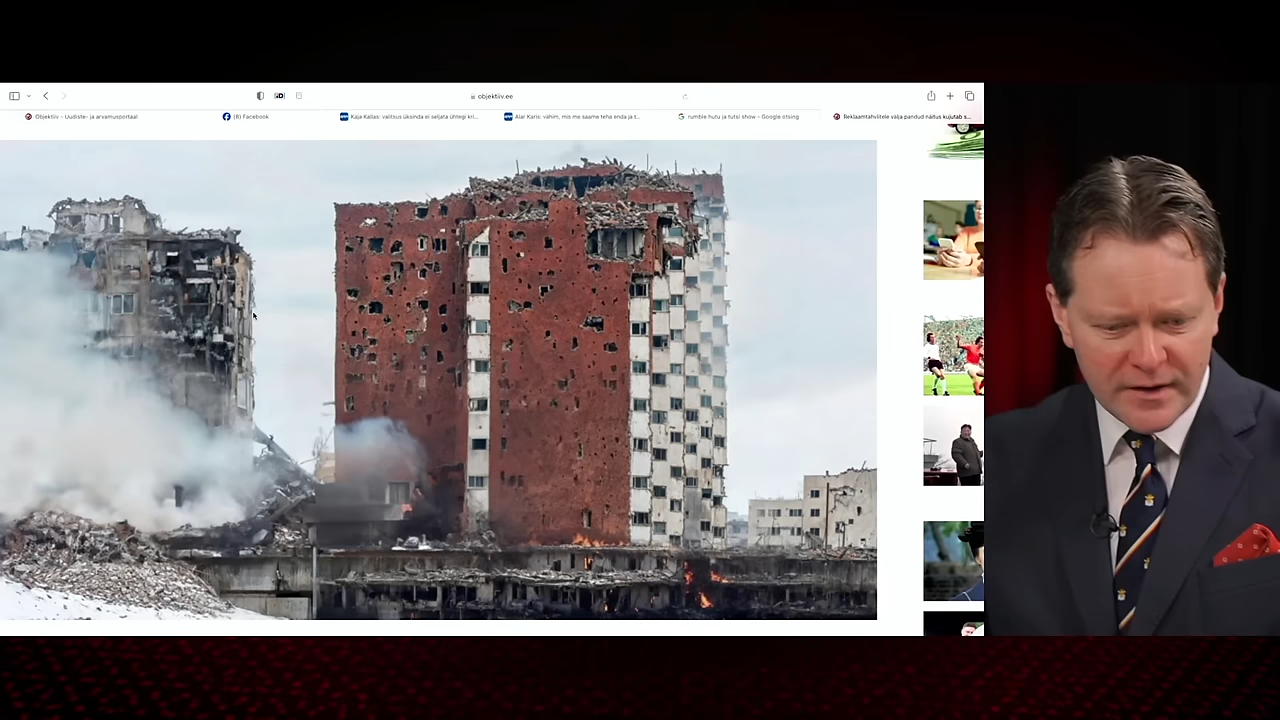 objektiiv.ee
Objektiiv - Uudiste- ja arvamusportaal
(8) Facebook
Kaja Kallas: valitsus üksinda ei seljata ühtegi kri...
Alar Karis: vähim, mis me saame teha enda ja t...
rumble hutu ja tutsi show - Google otsing
Reklaamtahvlitele välja pandud näitus kujutab s...